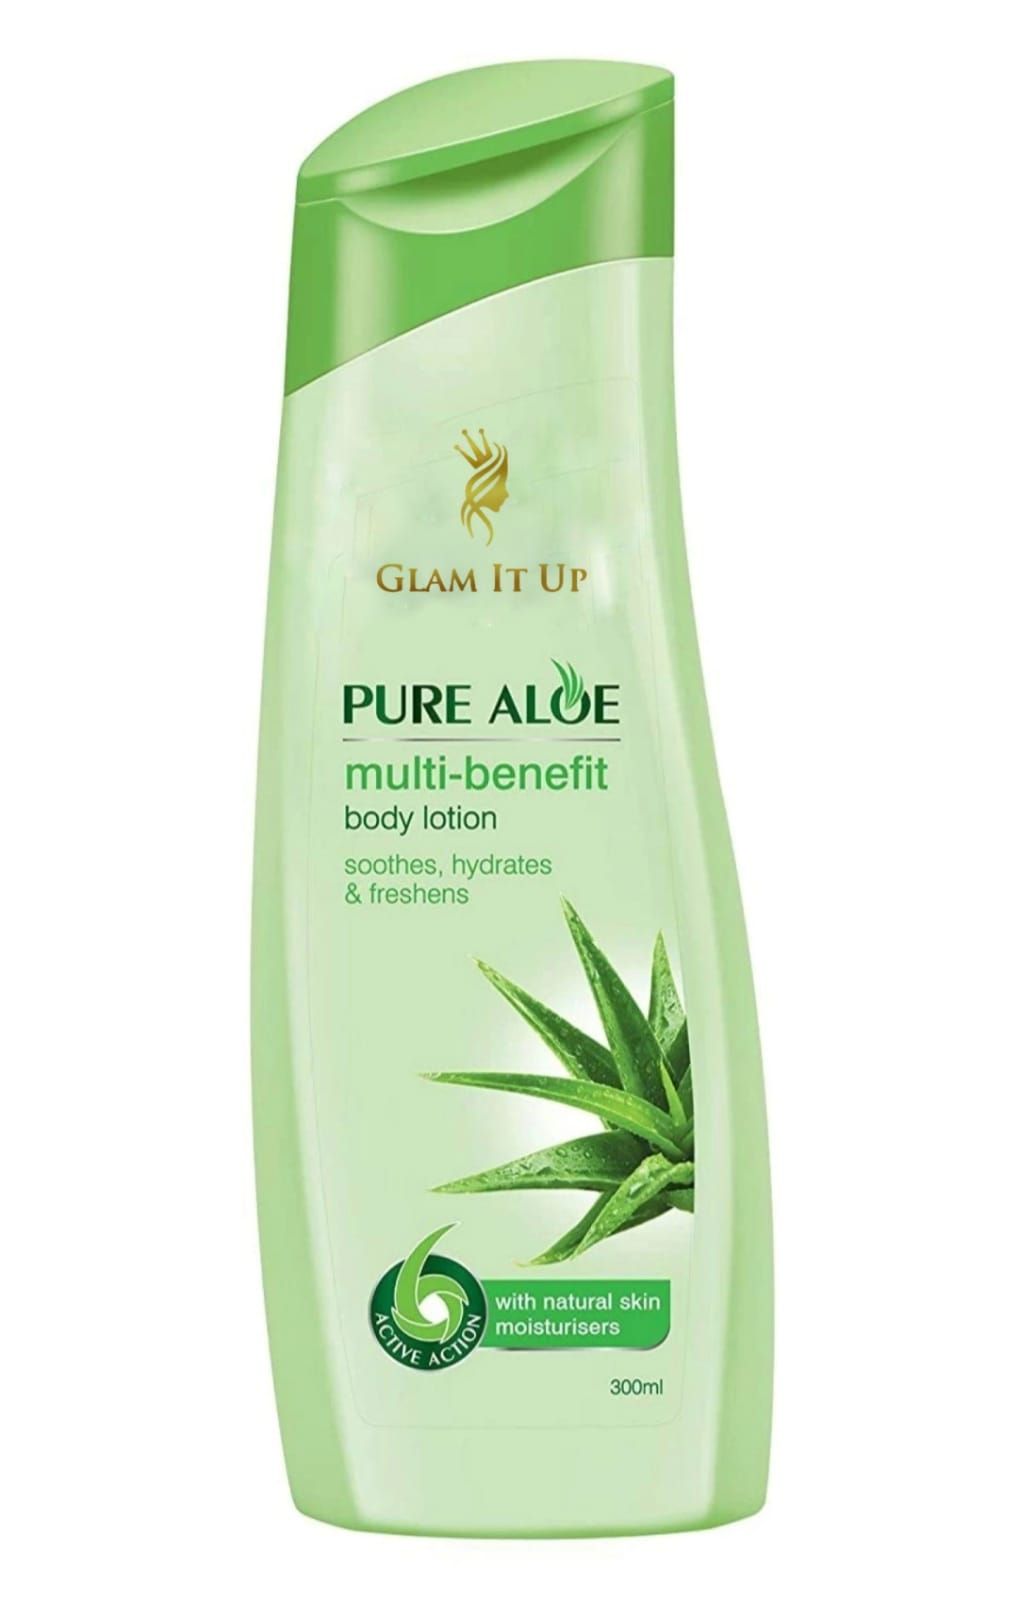 GLAM IT UP
PURE ALOE
multi-benefit
body lotion
soothes, hydrates
& freshens
6
ACTIVE ACTION
with natural skin
moisturisers
300ml